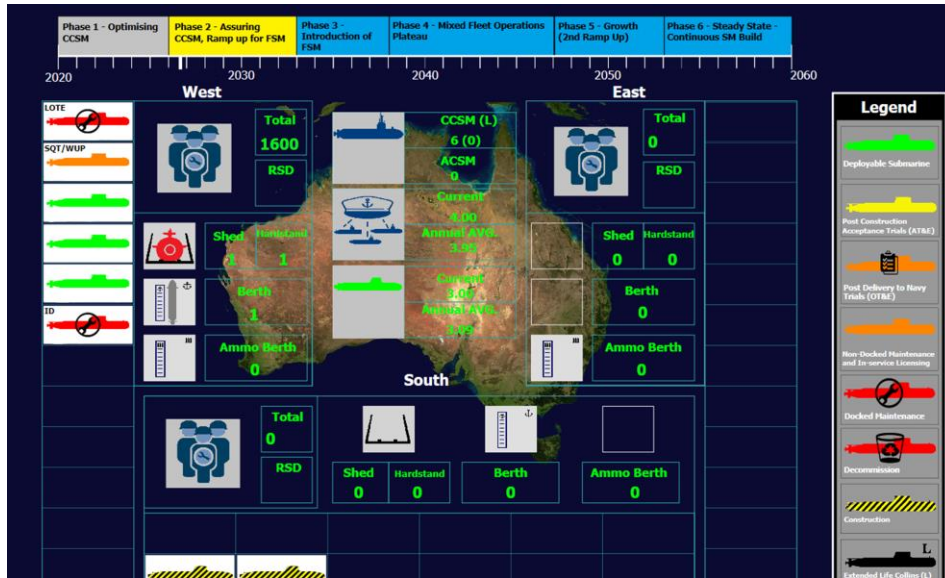 Phase 1 - Optimising
CCSM
Phase 2 - Assuring
CCSM, Ramp up for FSM
Phase 3 -
Introduction of
FSM
Phase 4 - Mixed Fleet Operations
Plateau
Phase 5 - Growth
(2nd Ramp Up)
Phase 6 - Steady State -
Continuous SM Build
2020
2030
2040
2050
2060
West
East
LOTE
SQT/WUP
ID
Total
1600
RSD
Shed
1
Hardstand
1
Berth
1
Ammo Berth
0
CCSM (L)
6 (0)
ACSM
0
Current
4.00
Annual AVG.
3.95
Current
3.00
Annual AVG.
3.09
Total
0
RSD
Shed
0
Hardstand
0
Berth
0
Ammo Berth
0
South
Total
0
RSD
Shed
0
Hardstand
0
Berth
0
Ammo Berth
0
Legend
Deployable Submarine
Post Construction
Acceptance Trials (AT&E)
Post Delivery to Navy
Trials (OT&E)
Non-Docked Maintenance
and In-service Licensing
Docked Maintenance
Decommission
Construction
L
Extended Life Collins (L)